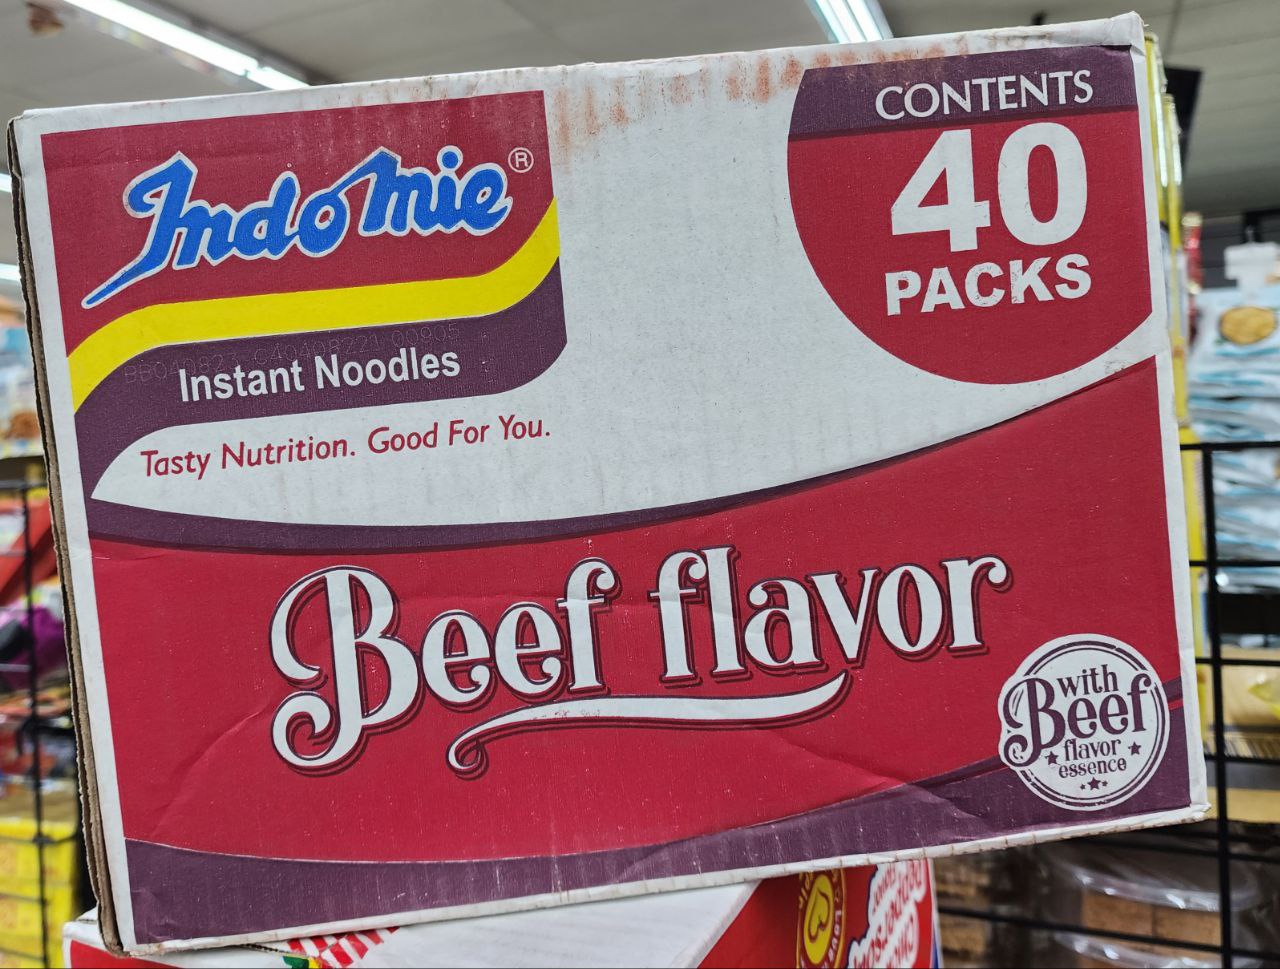 Indomie®
Instant Noodles
Tasty Nutrition. Good For You.
CONTENTS
40
PACKS
Beef flavor
with
Beef
flavor
essence